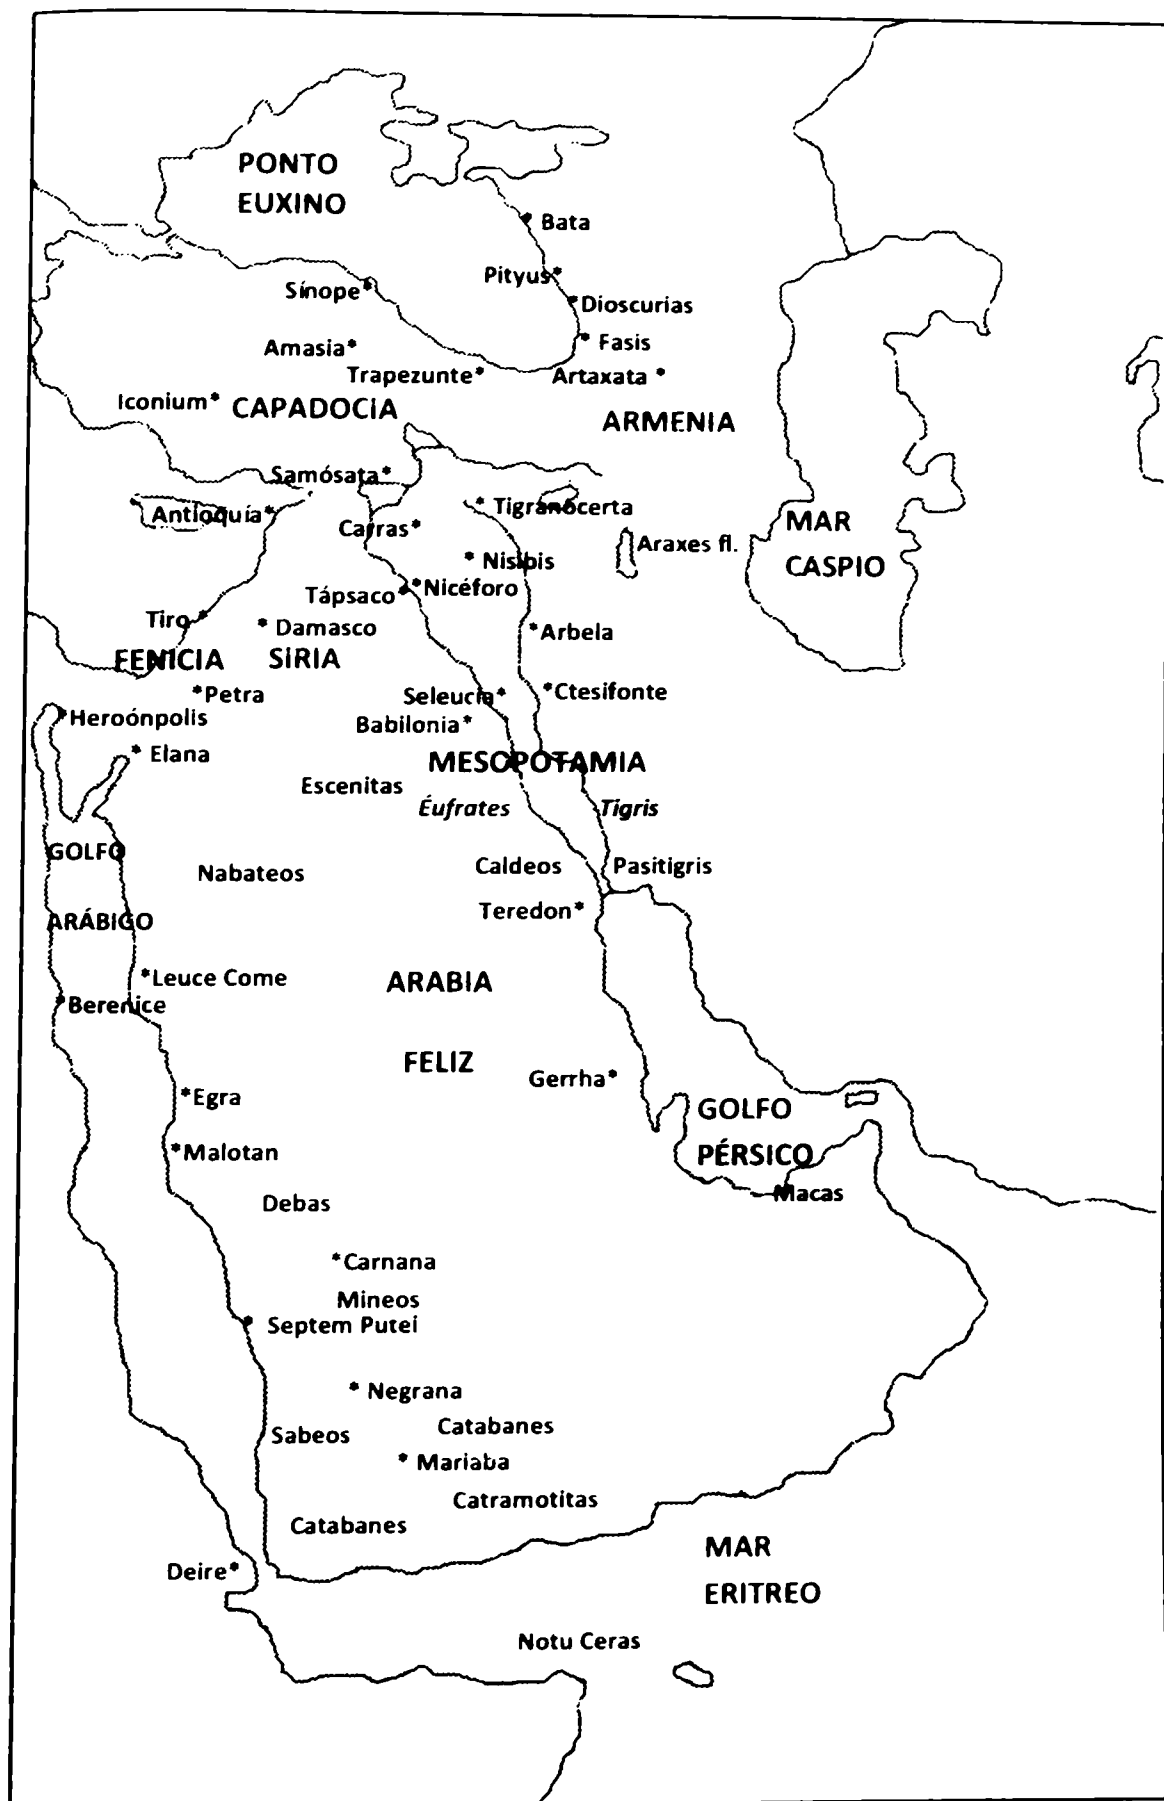 PONTO
EUXINO
Bata
Pityus
Sínope
Dioscurias
Fasis
Amasia
Trapezunte
Artaxata
Iconium
CAPADOCIA
ARMENIA
Samósata
Antioquía
Tigranocerta
Carras
MAR
CASPIO
Araxes fl.
Nisibis
Nicéforo
Tápsaco
Tiro
Damasco
Arbela
FENICIA
SIRIA
Petra
Seleucia
Ctesifonte
Heroónpolis
Babilonia
Elana
MESOPOTAMIA
Escenitas
Éufrates
Tigris
GOLFO
ARÁBIGO
Nabateos
Caldeos
Pasitigris
Teredon
Leuce Come
Berenice
ARABIA
FELIZ
Gerrha
Egra
GOLFO
PÉRSICO
Malotan
Macas
Debas
Carnana
Mineos
Septem Putei
Negrana
Sabeos
Catabanes
Mariaba
Catramotitas
Catabanes
Deire
MAR
ERITREO
Notu Ceras